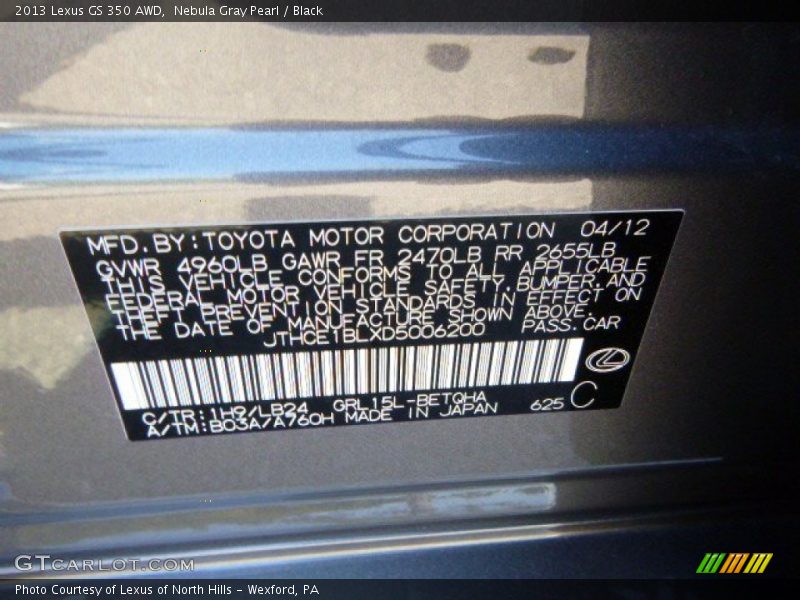 2013 Lexus GS 350 AWD,  Nebula Gray Pearl / Black
MFD. BY: TOYOTA MOTOR CORPORATION 04/12
GVWR 4960LB GAWR FR 2470LB RR 2655LB
THIS VEHICLE CONFORMS TO ALL APPLICABLE
FEDERAL MOTOR VEHICLE SAFETY, BUMPER, AND
THEFT PREVENTION STANDARDS IN EFFECT ON
THE DATE OF MANUFACTURE SHOWN ABOVE.
JTHCE1BLXD5006200 PASS. CAR
C/TR: 1H9/LB24 GRL15L-BETQHA
A/TM: B03A/A760H MADE IN JAPAN 625 C
GTCARLOT.COM
Photo Courtesy of Lexus of North Hills - Wexford, PA